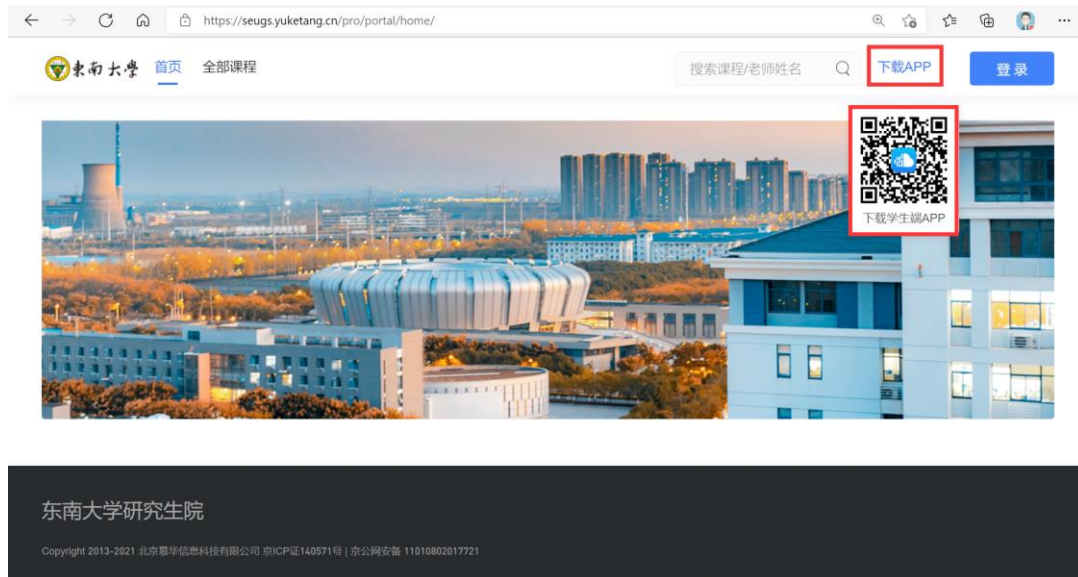 https://seugs.yuketang.cn/pro/portal/home/
東南大學 首页 全部课程 搜索课程/老师姓名 下载APP 登录
下载学生端APP
东南大学研究生院
Copyright 2013-2021 北京慕华信息科技有限公司 京ICP证140571号 | 京公网安备 11010802017721